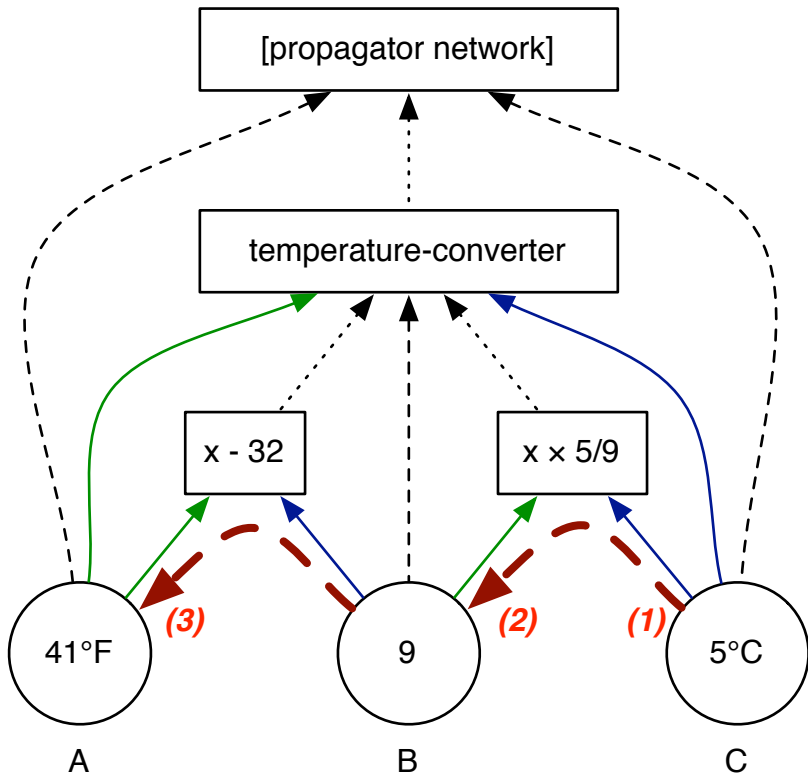 [propagator network]
temperature-converter
x - 32
x × 5/9
(3)
(2)
(1)
41°F
9
5°C
A
B
C